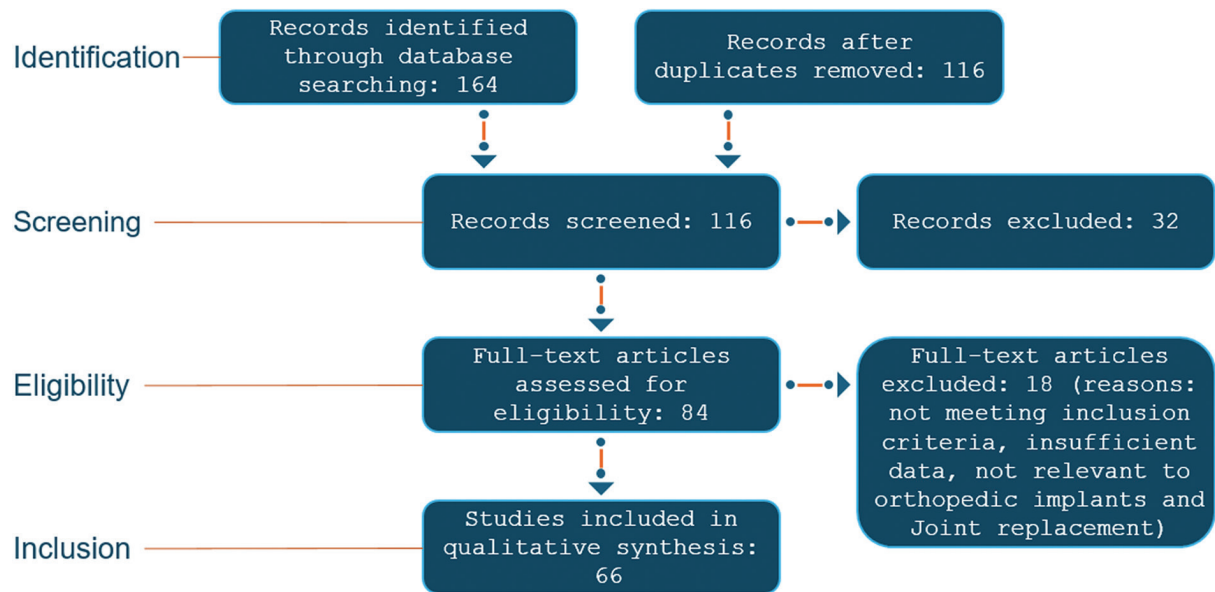 Identification
Records identified
through database
searching: 164
Records after
duplicates removed: 116
Screening
Records screened: 116
Records excluded: 32
Eligibility
Full-text articles
assessed for
eligibility: 84
Full-text articles
excluded: 18 (reasons:
not meeting inclusion
criteria, insufficient
data, not relevant to
orthopedic implants and
Joint replacement)
Inclusion
Studies included in
qualitative synthesis:
66